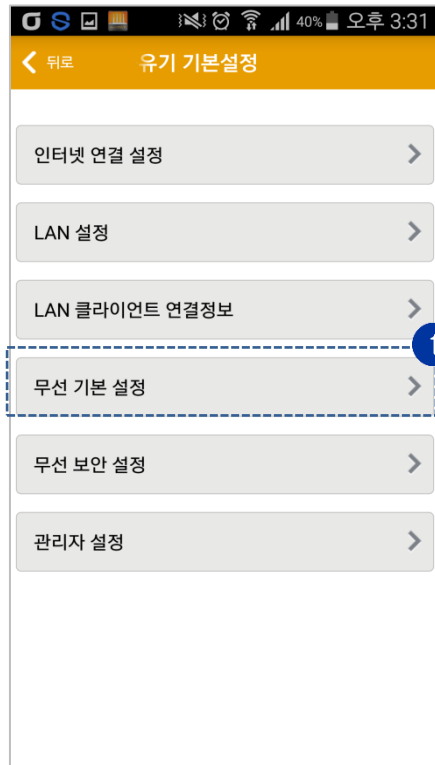 40% 오후 3:31
뒤로 유기 기본설정
인터넷 연결 설정
LAN 설정
LAN 클라이언트 연결정보
1
무선 기본 설정
무선 보안 설정
관리자 설정